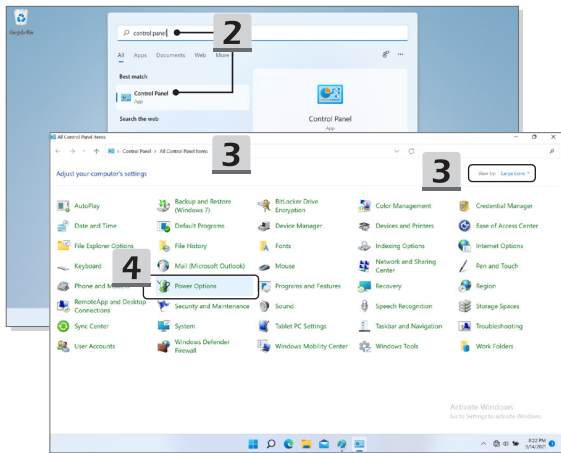 Recycle Bin
control panel
2
All Apps Documents Web More
Best match
Control Panel
App
Search the web
Control Panel
App
All Control Panel Items
Control Panel > All Control Panel Items
3
3
Adjust your computer's settings
View by: Large icons
AutoPlay
Backup and Restore
(Windows 7)
BitLocker Drive
Encryption
Color Management
Credential Manager
Date and Time
Default Programs
Device Manager
Devices and Printers
Ease of Access Center
File Explorer Options
File History
Fonts
Indexing Options
Internet Options
Keyboard
4
Mail (Microsoft Outlook)
Mouse
Network and Sharing
Center
Pen and Touch
Phone and
Power Options
Programs and Features
Recovery
Region
RemoteApp and Desktop
Connections
Security and Maintenance
Sound
Speech Recognition
Storage Spaces
Sync Center
System
Tablet PC Settings
Taskbar and Navigation
Troubleshooting
User Accounts
Windows Defender
Firewall
Windows Mobility Center
Windows Tools
Work Folders
Activate Windows
Go to Settings to activate Windows.
8:22 PM
9/14/2021